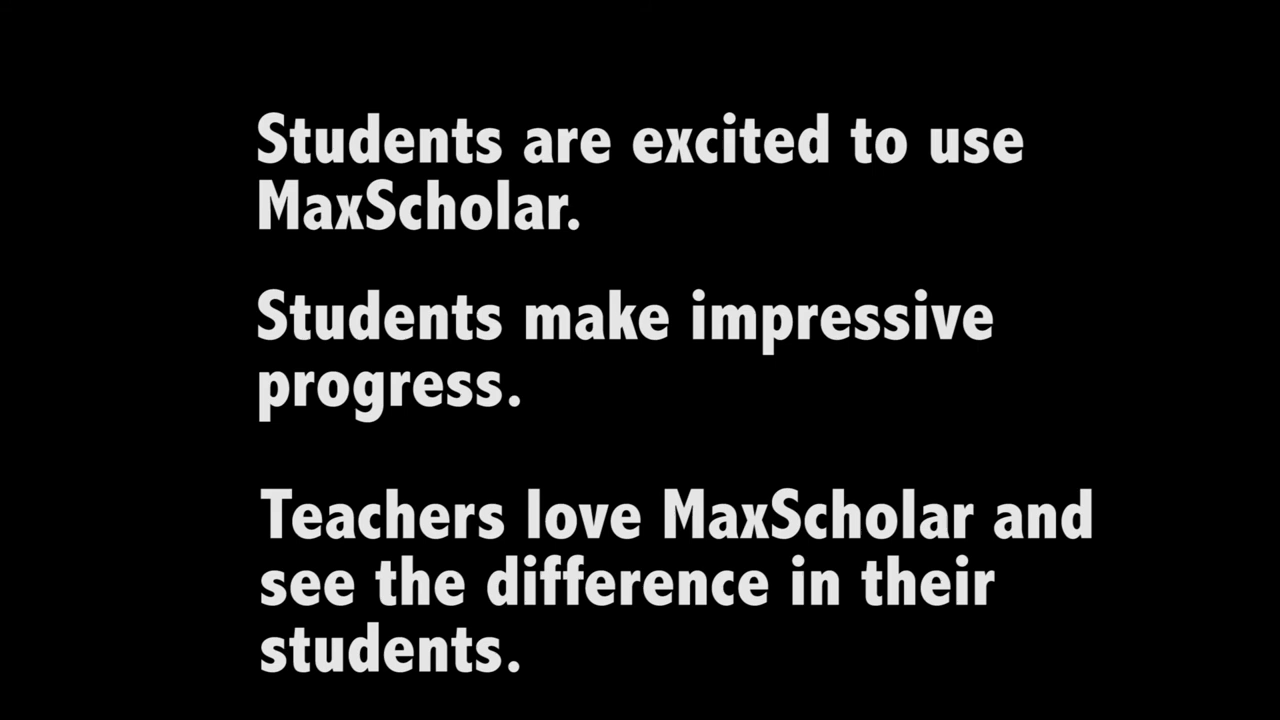 Students are excited to use
MaxScholar.
Students make impressive
progress.
Teachers love MaxScholar and
see the difference in their
students.